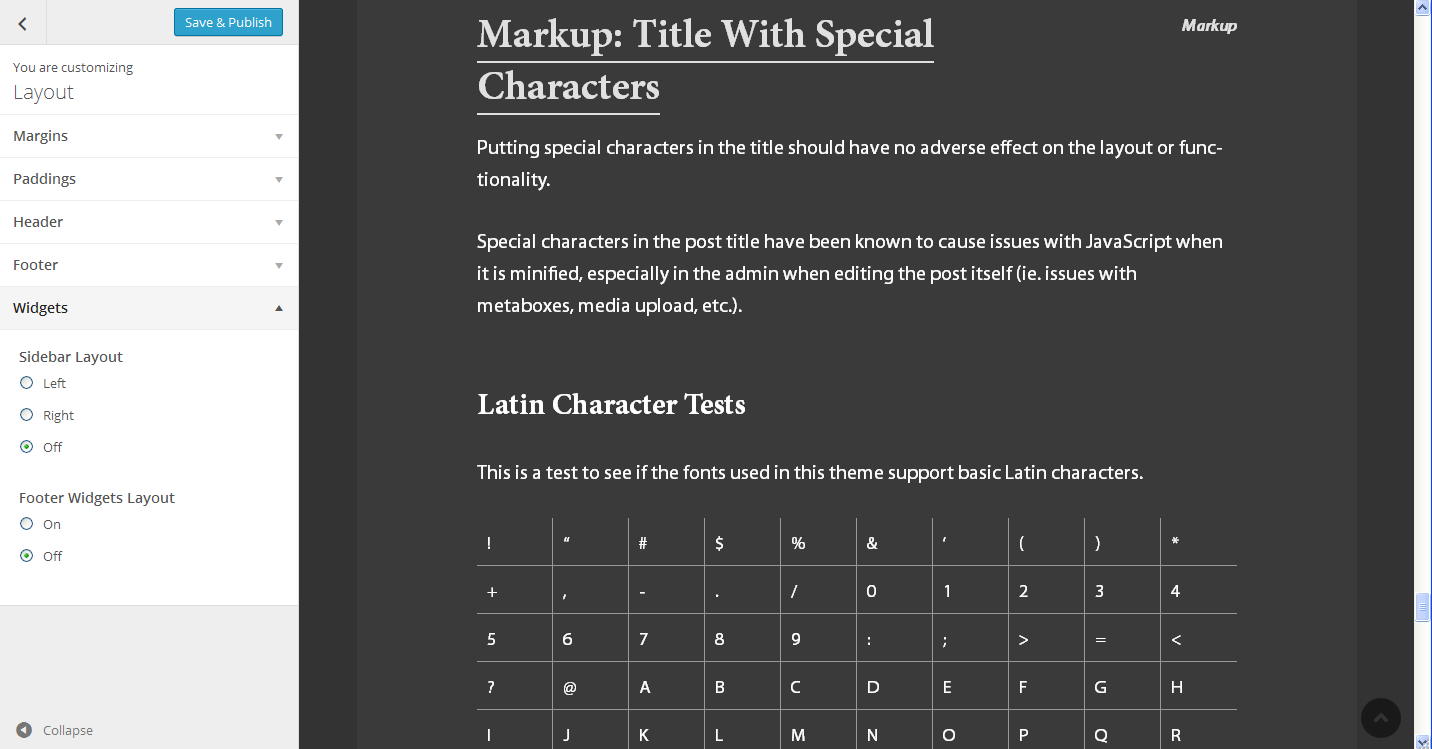 Save & Publish
You are customizing
Layout
Margins
Paddings
Header
Footer
Widgets
Sidebar Layout
Left
Right
Off
Footer Widgets Layout
On
Off
Collapse
Markup: Title With Special
Characters
Markup
Putting special characters in the title should have no adverse effect on the layout or func-
tionality.
Special characters in the post title have been known to cause issues with JavaScript when
it is minified, especially in the admin when editing the post itself (ie. issues with
metaboxes, media upload, etc.).
Latin Character Tests
This is a test to see if the fonts used in this theme support basic Latin characters.
! “ # $ % & ‘ ( ) *
+ , - . / 0 1 2 3 4
5 6 7 8 9 : ; > = <
? @ A B C D E F G H
I J K L M N O P Q R